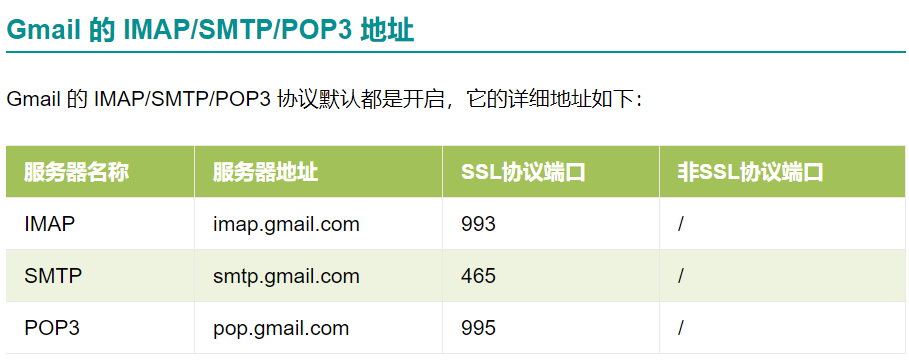 Gmail 的 IMAP/SMTP/POP3 地址
Gmail 的 IMAP/SMTP/POP3 协议默认都是开启，它的详细地址如下：
服务器名称 服务器地址 SSL协议端口 非SSL协议端口
IMAP imap.gmail.com 993 /
SMTP smtp.gmail.com 465 /
POP3 pop.gmail.com 995 /